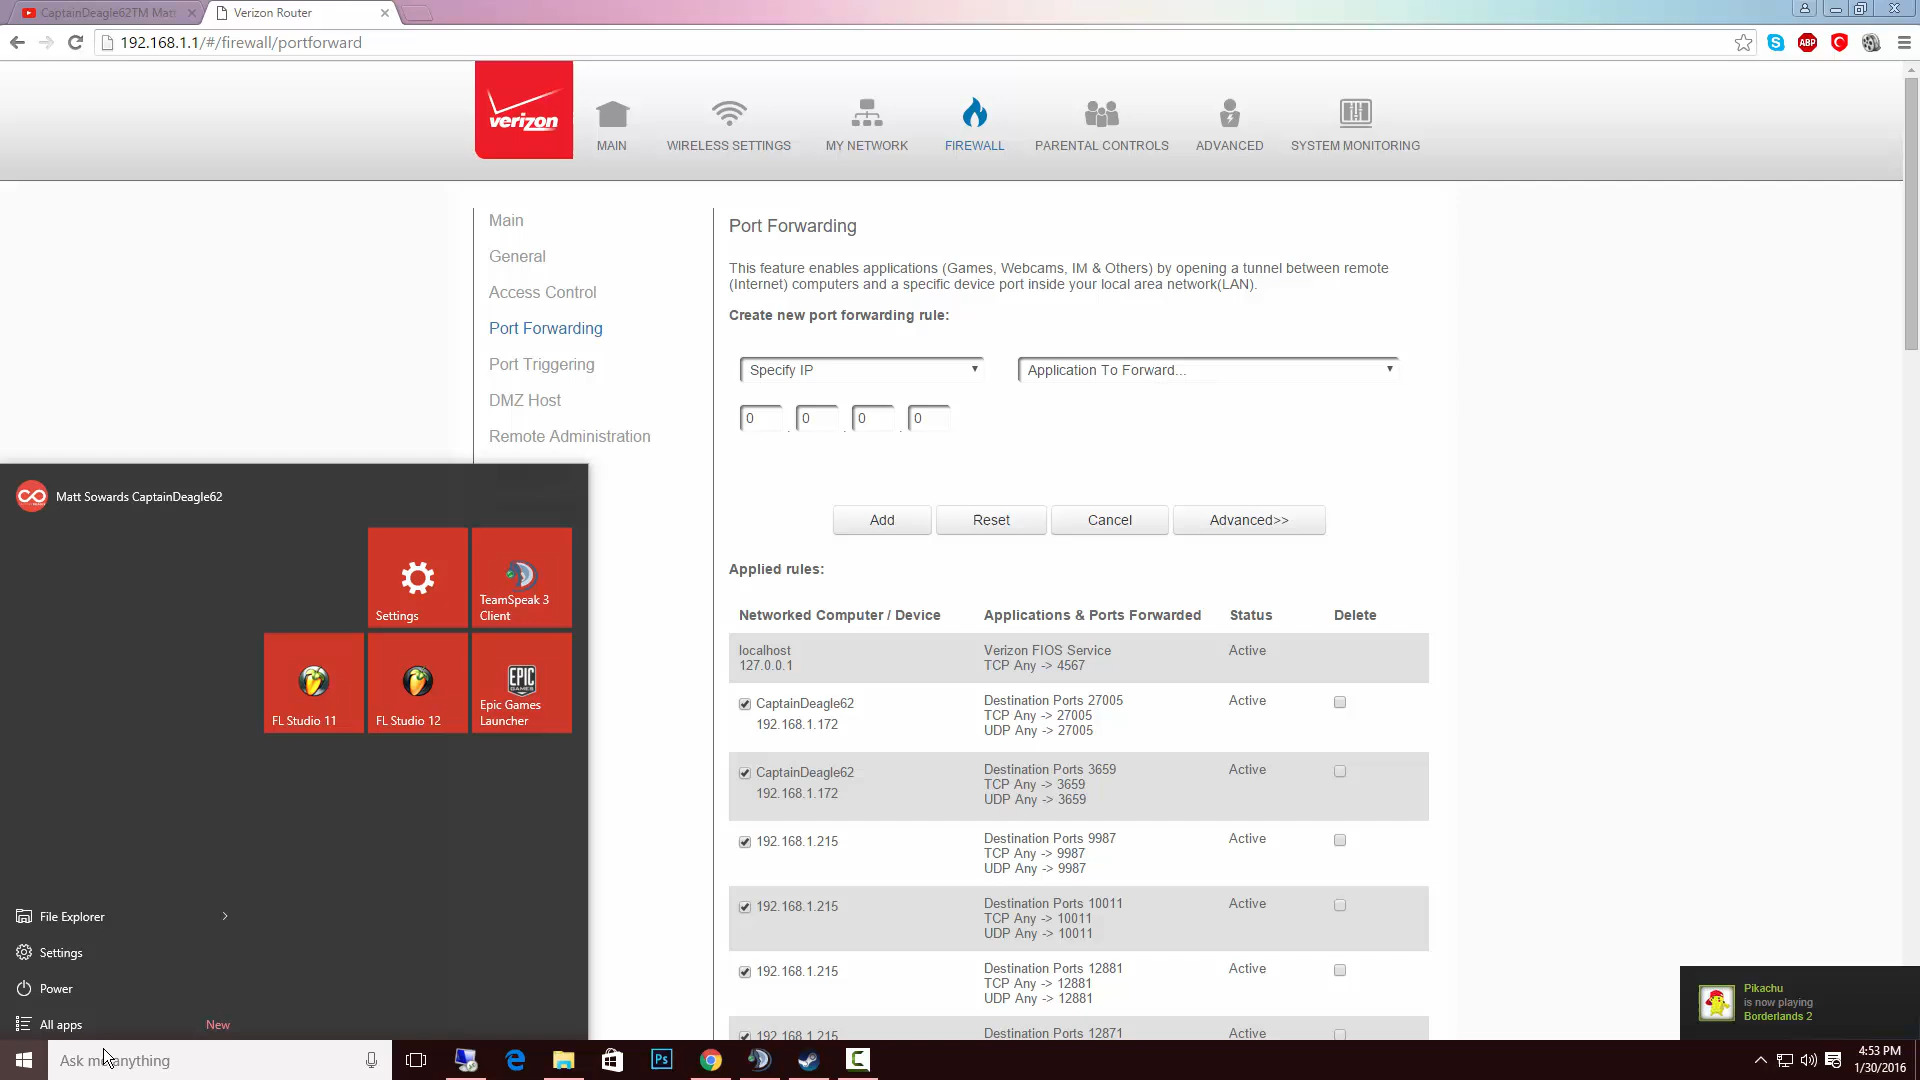 CaptainDeagle62TM Mat
Verizon Router
192.168.1.1/#/firewall/portforward
ABP
verizon
MAIN
WIRELESS SETTINGS
MY NETWORK
FIREWALL
PARENTAL CONTROLS
ADVANCED
SYSTEM MONITORING
Main
General
Access Control
Port Forwarding
Port Triggering
DMZ Host
Remote Administration
Port Forwarding
This feature enables applications (Games, Webcams, IM & Others) by opening a tunnel between remote
(Internet) computers and a specific device port inside your local area network(LAN).
Create new port forwarding rule:
Specify IP
Application To Forward...
0 . 0 . 0 . 0
Add
Reset
Cancel
Advanced>>
Applied rules:
Networked Computer / Device
Applications & Ports Forwarded
Status
Delete
localhost
127.0.0.1
Verizon FIOS Service
TCP Any -> 4567
Active
CaptainDeagle62
192.168.1.172
Destination Ports 27005
TCP Any -> 27005
UDP Any -> 27005
Active
CaptainDeagle62
192.168.1.172
Destination Ports 3659
TCP Any -> 3659
UDP Any -> 3659
Active
192.168.1.215
Destination Ports 9987
TCP Any -> 9987
UDP Any -> 9987
Active
192.168.1.215
Destination Ports 10011
TCP Any -> 10011
UDP Any -> 10011
Active
192.168.1.215
Destination Ports 12881
TCP Any -> 12881
UDP Any -> 12881
Active
192.168.1.215
Destination Ports 12871
Active
Matt Sowards CaptainDeagle62
Settings
TeamSpeak 3
Client
FL Studio 11
FL Studio 12
EPIC
GAMES
Epic Games
Launcher
File Explorer
Settings
Power
All apps
New
Ask me anything
Ps
Pikachu
is now playing
Borderlands 2
4:53 PM
1/30/2016